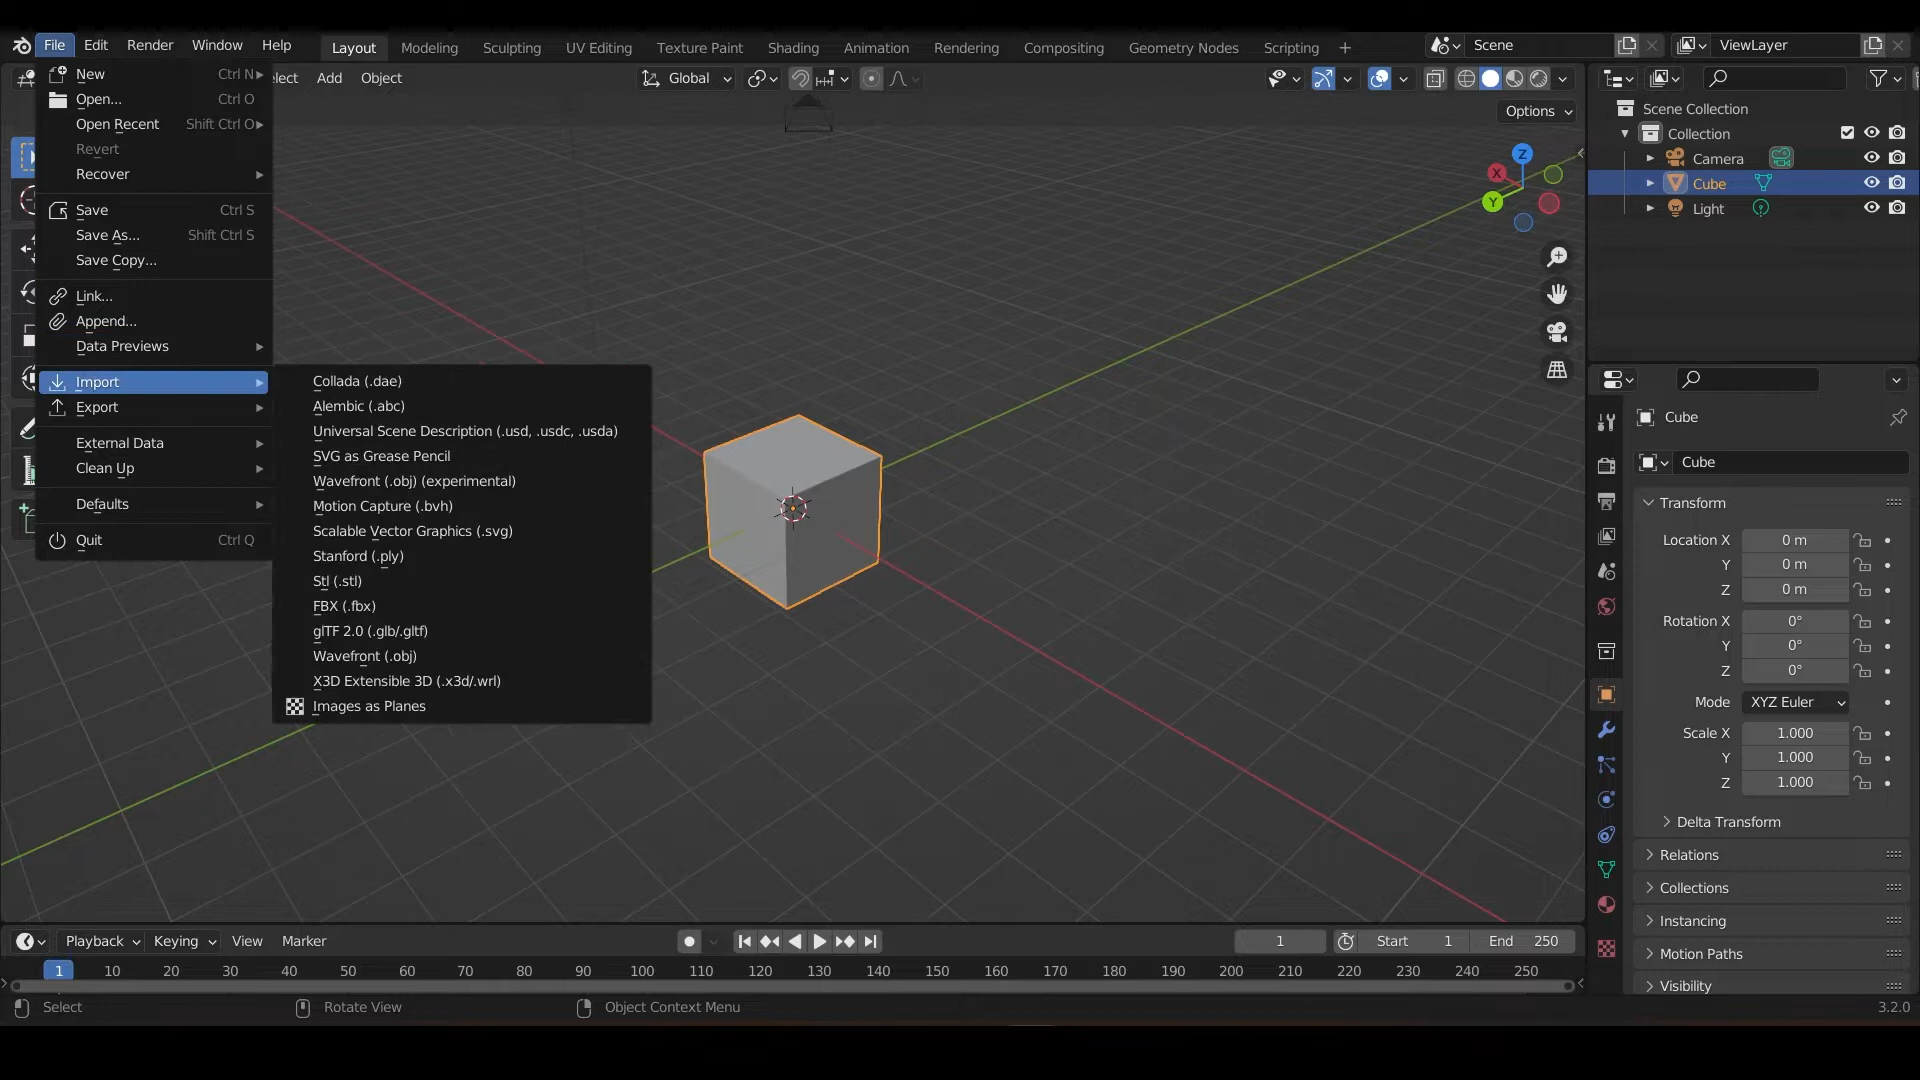 File Edit Render Window Help Layout Modeling Sculpting UV Editing Texture Paint Shading Animation Rendering Compositing Geometry Nodes Scripting + Scene ViewLayer
lect Add Object Global
Options
New Ctrl N
Open... Ctrl O
Open Recent Shift Ctrl O
Revert
Recover
Save Ctrl S
Save As... Shift Ctrl S
Save Copy...
Link...
Append...
Data Previews
Import
Export
External Data
Clean Up
Defaults
Quit Ctrl Q
Collada (.dae)
Alembic (.abc)
Universal Scene Description (.usd, .usdc, .usda)
SVG as Grease Pencil
Wavefront (.obj) (experimental)
Motion Capture (.bvh)
Scalable Vector Graphics (.svg)
Stanford (.ply)
Stl (.stl)
FBX (.fbx)
glTF 2.0 (.glb/.gltf)
Wavefront (.obj)
X3D Extensible 3D (.x3d/.wrl)
Images as Planes
Z
X
Y
Scene Collection
Collection
Camera
Cube
Light
Cube
Cube
Transform
Location X 0 m
Y 0 m
Z 0 m
Rotation X 0°
Y 0°
Z 0°
Mode XYZ Euler
Scale X 1.000
Y 1.000
Z 1.000
Delta Transform
Relations
Collections
Instancing
Motion Paths
Visibility
Playback Keying View Marker 1 Start 1 End 250
1 10 20 30 40 50 60 70 80 90 100 110 120 130 140 150 160 170 180 190 200 210 220 230 240 250
Select Rotate View Object Context Menu 3.2.0